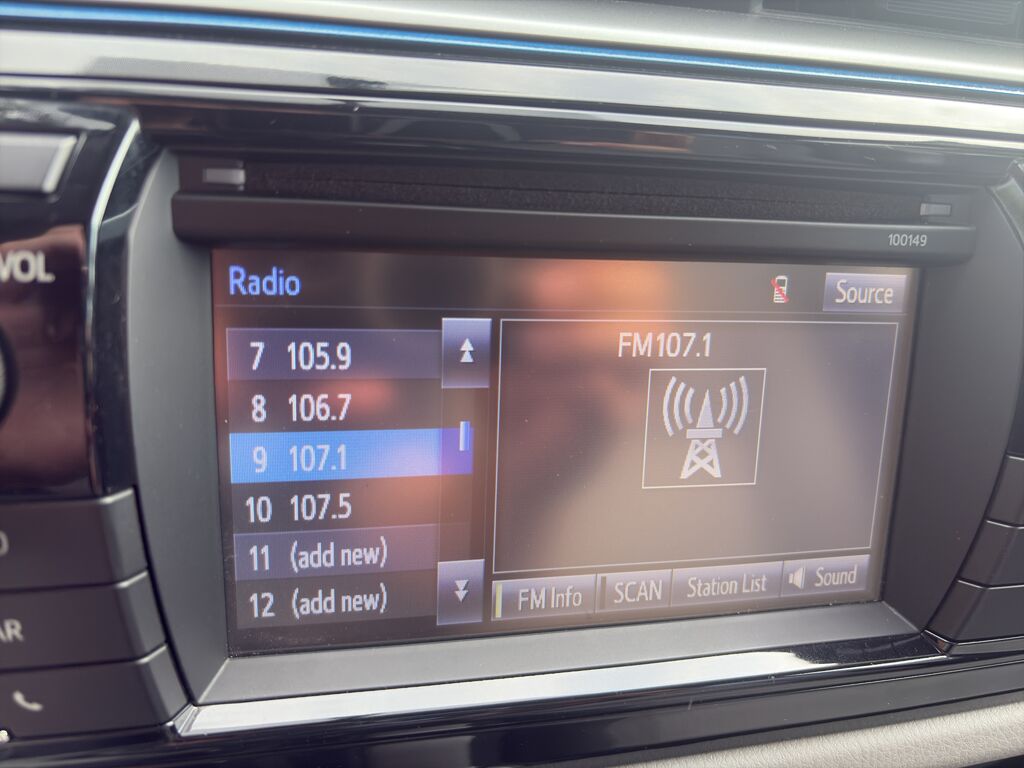 100149
VOL
Radio
Source
7 105.9
8 106.7
9 107.1
10 107.5
11 (add new)
12 (add new)
FM107.1
FM Info
SCAN
Station List
Sound